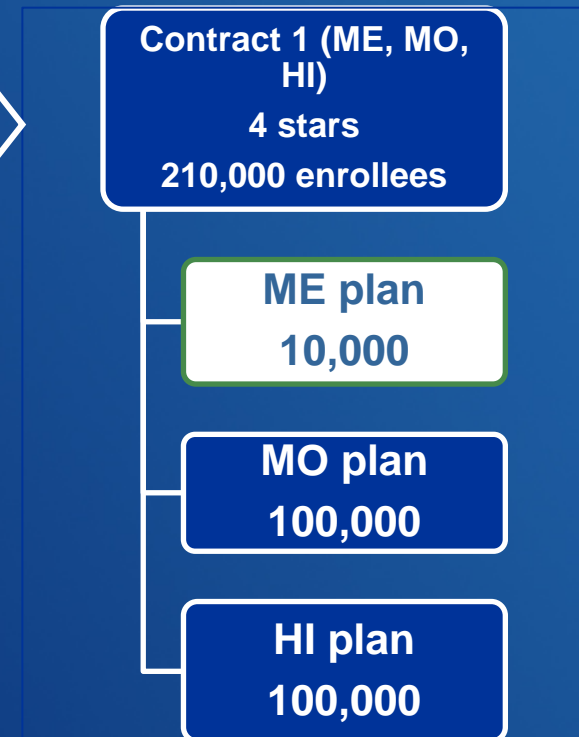 Contract 1 (ME, MO,
HI)
4 stars
210,000 enrollees
ME plan
10,000
MO plan
100,000
HI plan
100,000